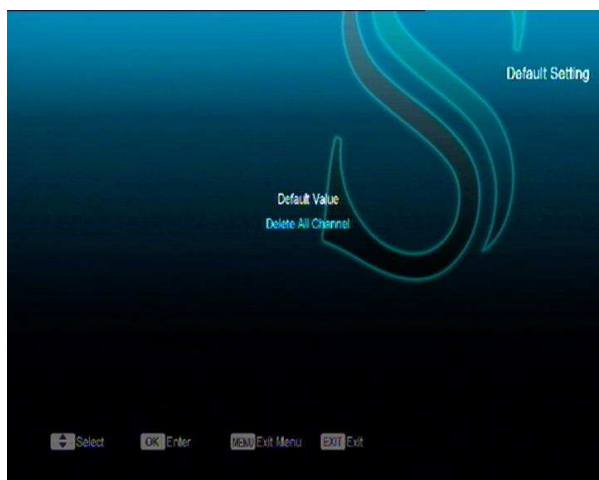 Default Setting
Default Value
Delete All Channel
Select OK Enter MENU Exit Menu EXIT Exit